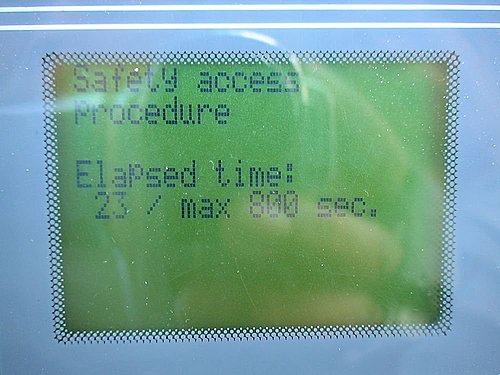 Safety access
Procedure
Elapsed time:
23 / max 800 sec.